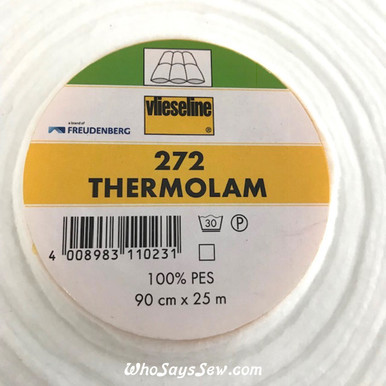 vlieseline
®
a brand of
FREUDENBERG
272
THERMOLAM
30 P
4 008983 110231
100% PES
90 cm x 25 m
WhoSaysSew.com